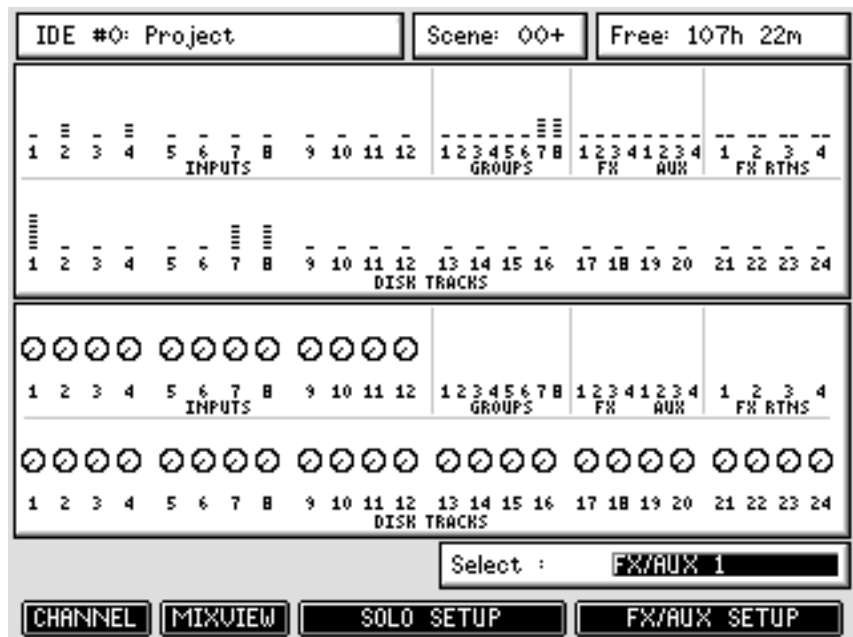 IDE #0: Project Scene: 00+ Free: 107h 22m
1 2 3 4 5 6 7 8 9 10 11 12 1 2 3 4 5 6 7 8 1 2 3 4 1 2 3 4 1 2 3 4
INPUTS GROUPS FX AUX FX RTNS
1 2 3 4 5 6 7 8 9 10 11 12 13 14 15 16 17 18 19 20 21 22 23 24
DISK TRACKS
1 2 3 4 5 6 7 8 9 10 11 12 1 2 3 4 5 6 7 8 1 2 3 4 1 2 3 4 1 2 3 4
INPUTS GROUPS FX AUX FX RTNS
1 2 3 4 5 6 7 8 9 10 11 12 13 14 15 16 17 18 19 20 21 22 23 24
DISK TRACKS
Select : FX/AUX 1
CHANNEL MIXVIEW SOLO SETUP FX/AUX SETUP